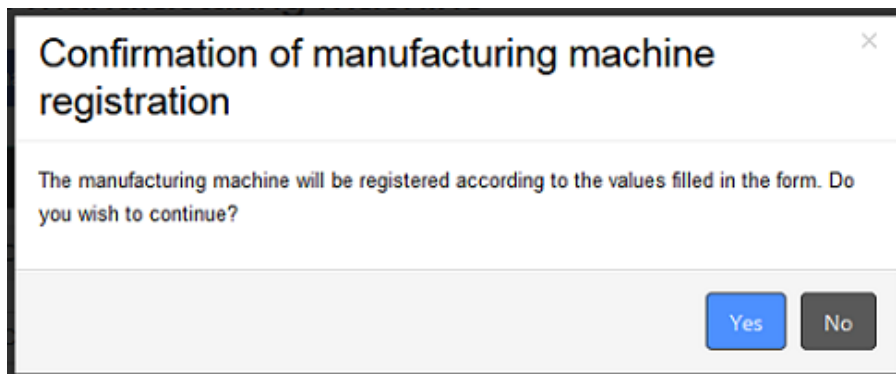 Confirmation of manufacturing machine
registration
The manufacturing machine will be registered according to the values filled in the form. Do
you wish to continue?
Yes No